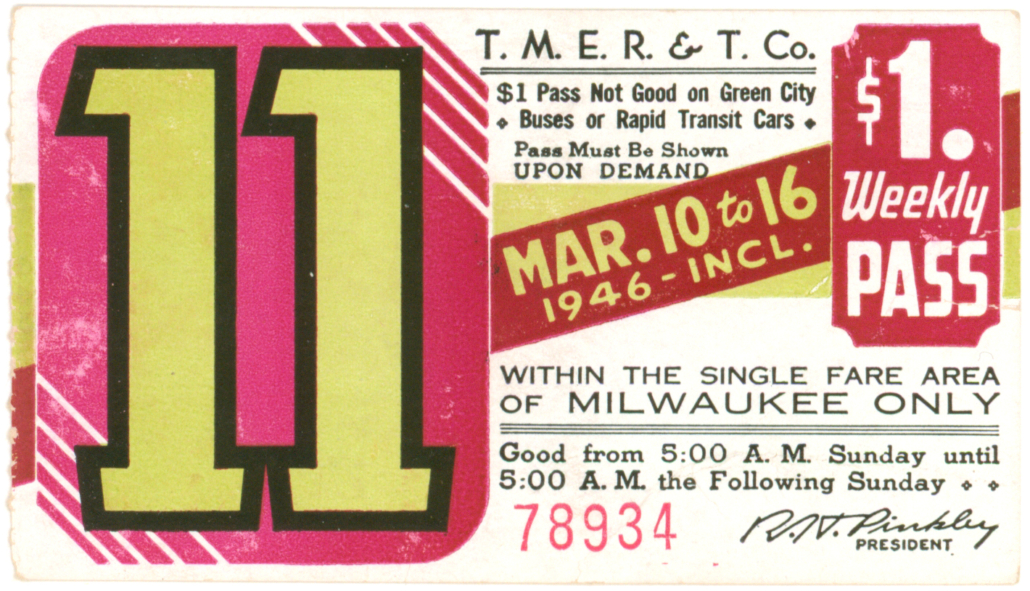 11
T. M. E. R. & T. Co.
$1 Pass Not Good on Green City
Buses or Rapid Transit Cars
Pass Must Be Shown
UPON DEMAND
MAR. 10 to 16
1946 - INCL.
$1.
Weekly
PASS
WITHIN THE SINGLE FARE AREA
OF MILWAUKEE ONLY
Good from 5:00 A. M. Sunday until
5:00 A. M. the Following Sunday
78934
R. H. Pinkley
PRESIDENT